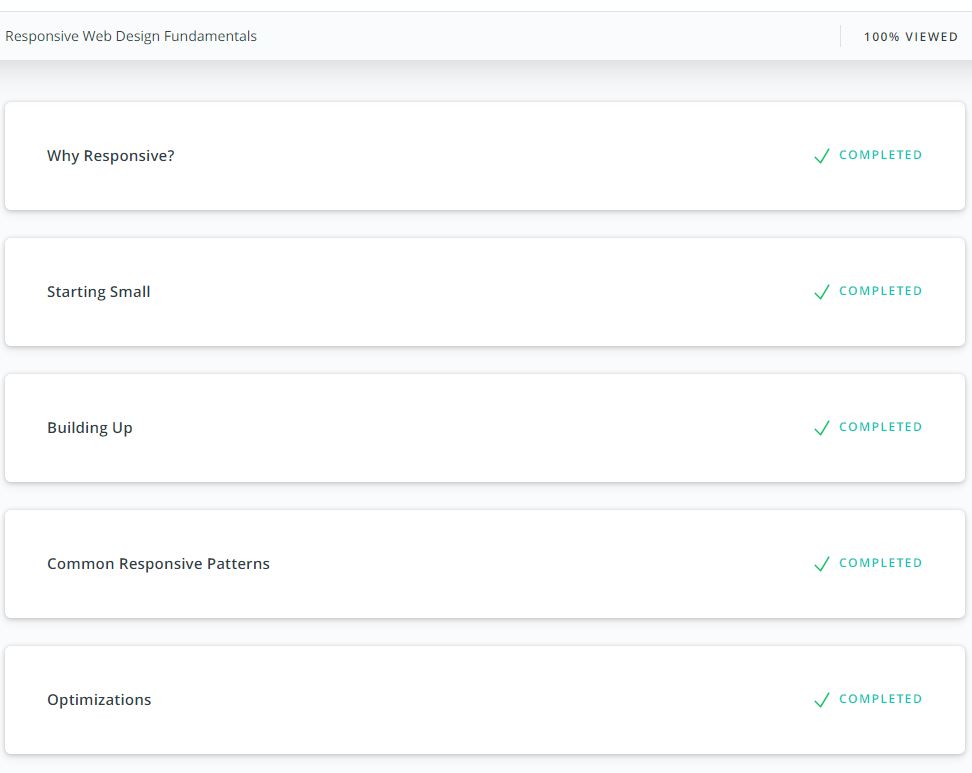 Responsive Web Design Fundamentals 100% VIEWED
Why Responsive? COMPLETED
Starting Small COMPLETED
Building Up COMPLETED
Common Responsive Patterns COMPLETED
Optimizations COMPLETED